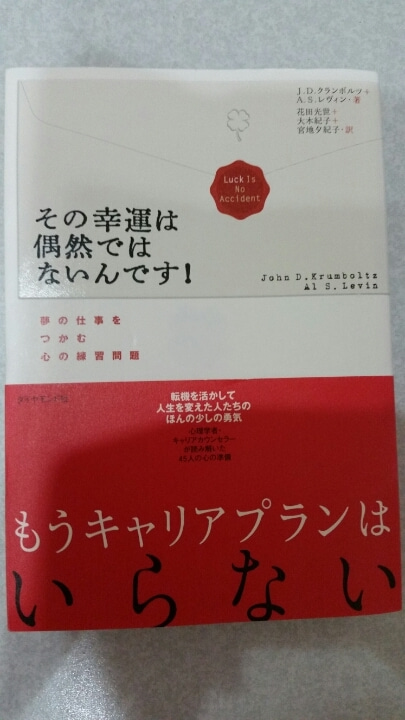 J.D.クランボルツ+
A.S.レヴィン・著
花田光世+
大木紀子+
宮地夕紀子・訳
Luck Is
No
Accident
その幸運は
偶然では
ないんです!
John D.Krumboltz
Al S.Levin
夢の仕事を
つかむ
心の練習問題
ダイヤモンド社
転機を活かして
人生を変えた人たちの
ほんの少しの勇気
心理学者・
キャリアカウンセラー
が読み解いた
45人の心の準備
もうキャリアプランは
いらない